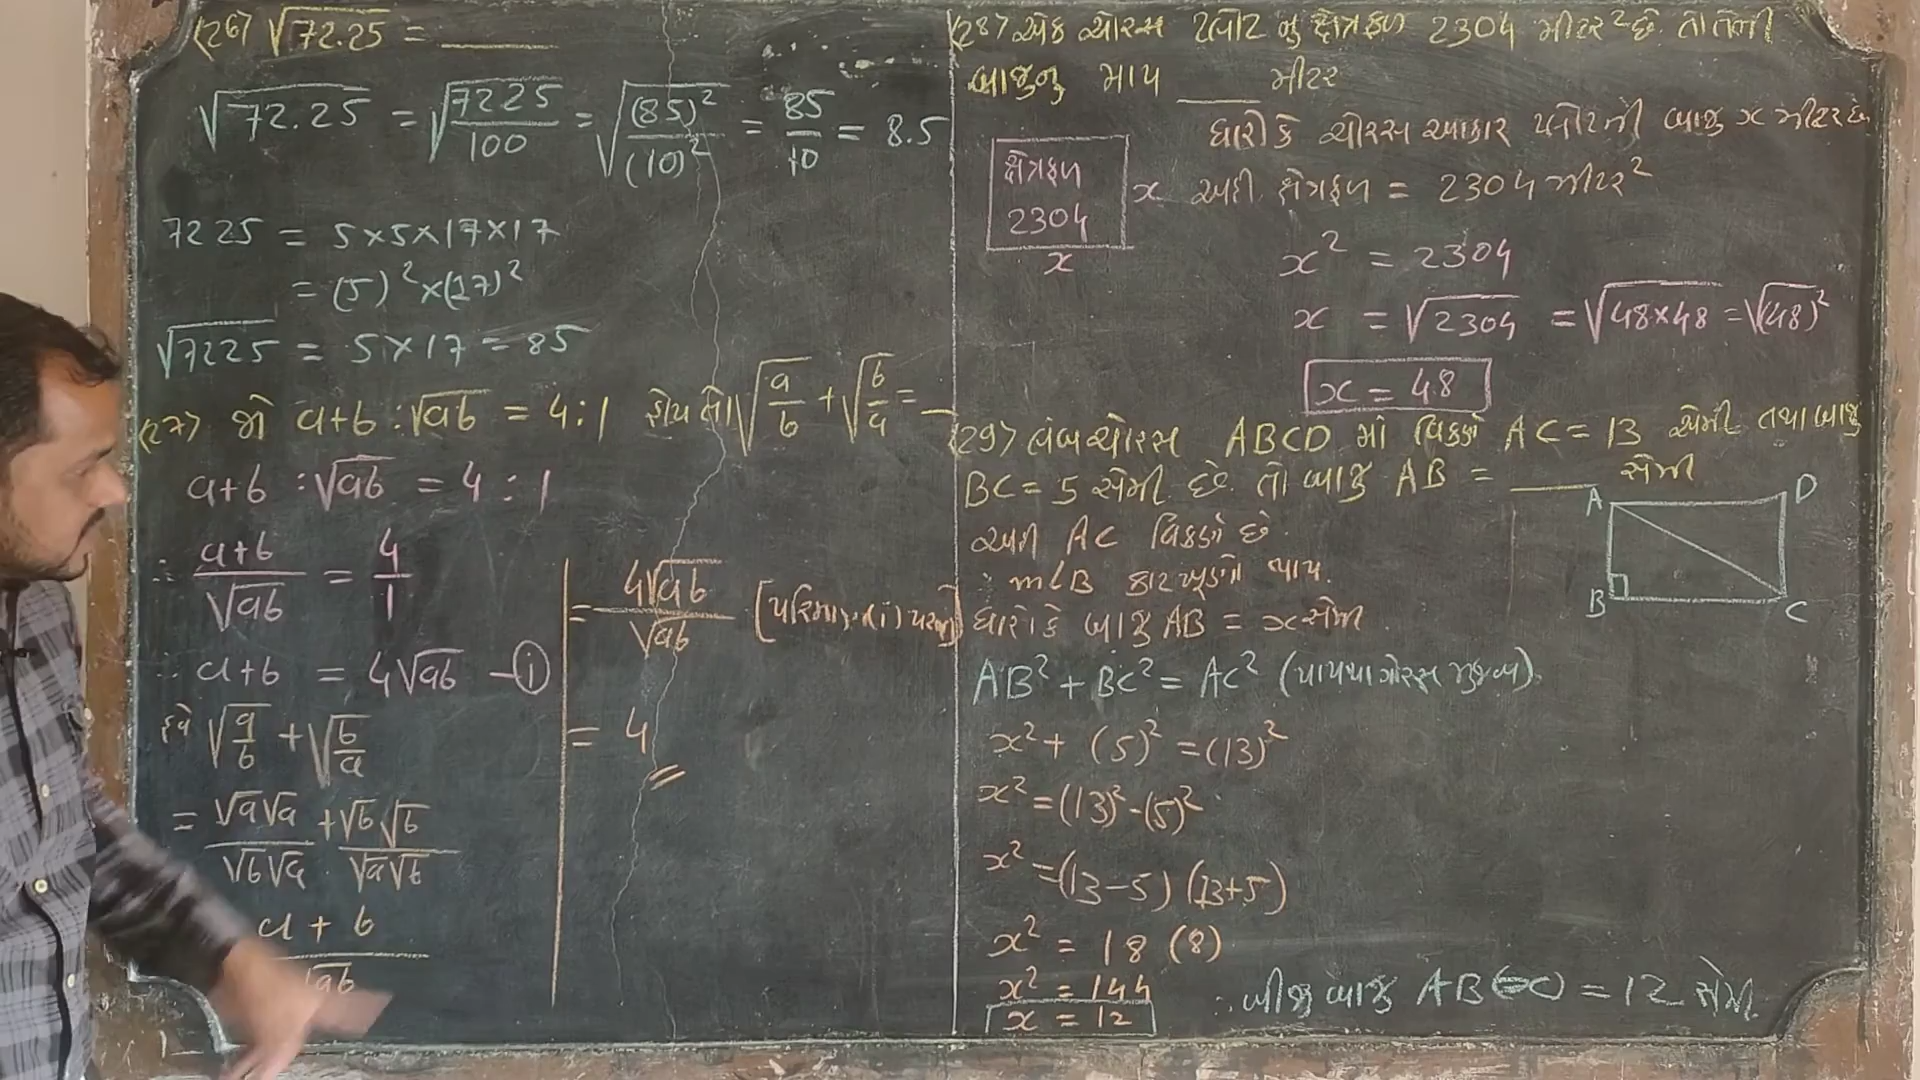 (26) √72.25 = ______
√72.25 = √7225/100 = √(85)²/(10)² = 85/10 = 8.5
7225 = 5×5×17×17
= (5)²×(17)²
√7225 = 5×17 = 85
(27) જો a+b : √ab = 4:1 હોય તો √a/b + √b/a = _
a+b : √ab = 4 : 1
∴ a+b/√ab = 4/1
∴ a+b = 4√ab —(i)
હવે √a/b + √b/a
= √a√a/√b√a + √b√b/√a√b
a + b/√ab
= 4√ab/√ab [પરિણામ (i) પરથી]
= 4
(28) એક ચોરસ પ્લોટ નુ ક્ષેત્રફળ 2304 મીટર² છે. તો તેની
બાજુનુ માપ ______ મીટર
ધારો કે ચોરસ આકાર પ્લોટની બાજુ x મીટર છે.
ક્ષેત્રફળ
2304
x
x
અહી ક્ષેત્રફળ = 2304 મીટર²
x² = 2304
x = √2304 = √48×48 = √(48)²
x = 48
(29) લંબચોરસ ABCD માં વિકર્ણ AC = 13 સેમી તથા બાજુ
BC = 5 સેમી છે. તો બાજુ AB = ______ સેમી
A D
B C
અહી AC વિકર્ણ છે.
∴ m∠B કાટખૂણો થાય.
ધારો કે બાજુ AB = x સેમી.
AB² + BC² = AC² (પાયથાગોરસ મુજબ).
x² + (5)² = (13)²
x² = (13)² - (5)²
x² = (13-5) (13+5)
x² = 18 (8)
x² = 144
x = 12
∴ બીજી બાજુ AB = 12 સેમી.